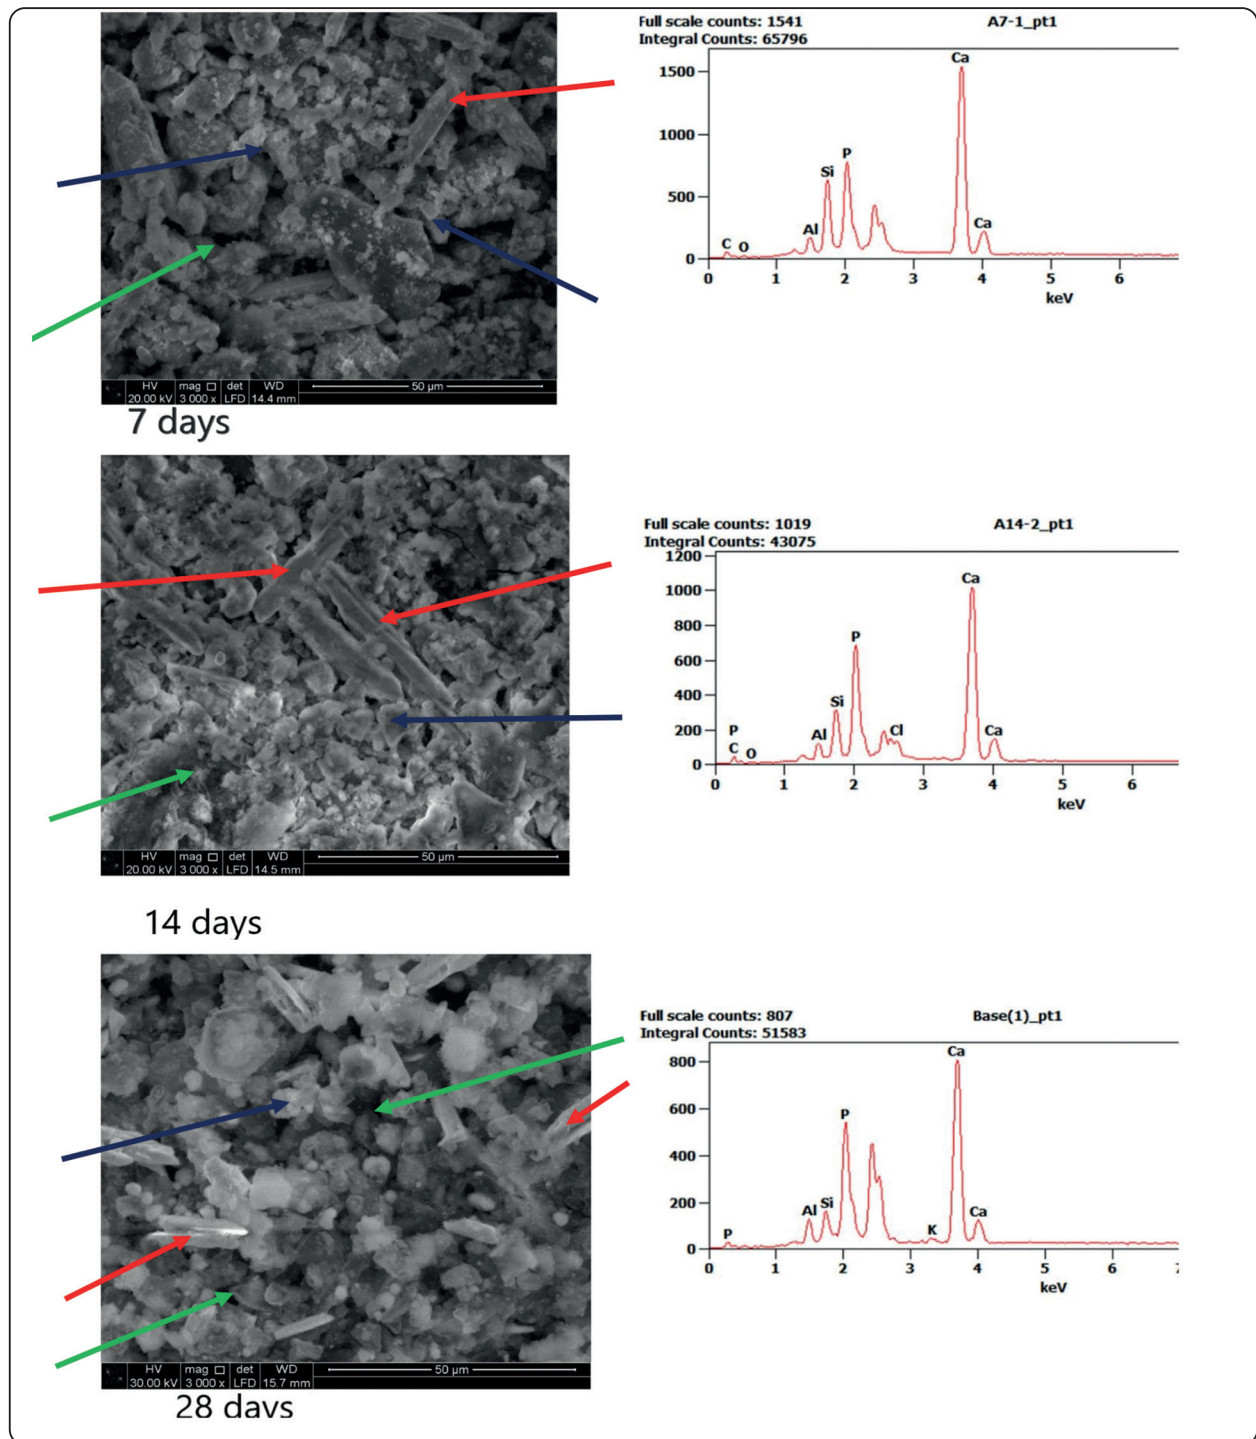 Full scale counts: 1541 A7-1_pt1
Integral Counts: 65796
Ca
1500
1000
P
Si
500
Al
Ca
C O
0
0 1 2 3 4 5 6
keV
HV mag □ det WD 50 µm
20.00 kV 3 000 x LFD 14.4 mm
7 days
Full scale counts: 1019 A14-2_pt1
Integral Counts: 43075
1200
Ca
1000
800
P
600
400
Si
200
P
Al Cl Ca
C O
0
0 1 2 3 4 5 6
keV
HV mag □ det WD 50 µm
20.00 kV 3 000 x LFD 14.5 mm
14 days
Full scale counts: 807 Base(1)_pt1
Integral Counts: 51583
Ca
800
600
P
400
200
Al Si Ca
P K
0
0 1 2 3 4 5 6
keV
HV mag □ det WD 50 µm
30.00 kV 3 000 x LFD 15.7 mm
28 days